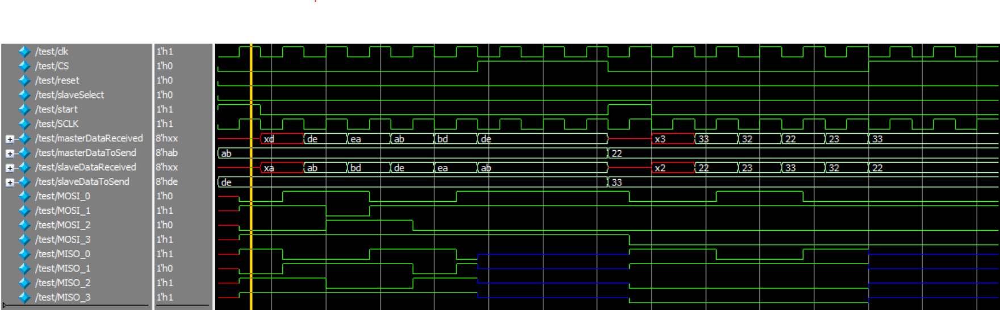 /test/clk 1'h1
/test/CS 1'h0
/test/reset 1'h0
/test/slaveSelect 1'h0
/test/start 1'h1
/test/SCLK 1'h1
/test/masterDataReceived 8'hxx xd de ea ab bd de x3 33 32 22 23 33
/test/masterDataToSend 8'hab ab 22
/test/slaveDataReceived 8'hxx xa ab bd de ea ab x2 22 23 33 32 22
/test/slaveDataToSend 8'hde de 33
/test/MOSI_0 1'h0
/test/MOSI_1 1'h1
/test/MOSI_2 1'h0
/test/MOSI_3 1'h1
/test/MISO_0 1'h1
/test/MISO_1 1'h0
/test/MISO_2 1'h1
/test/MISO_3 1'h1